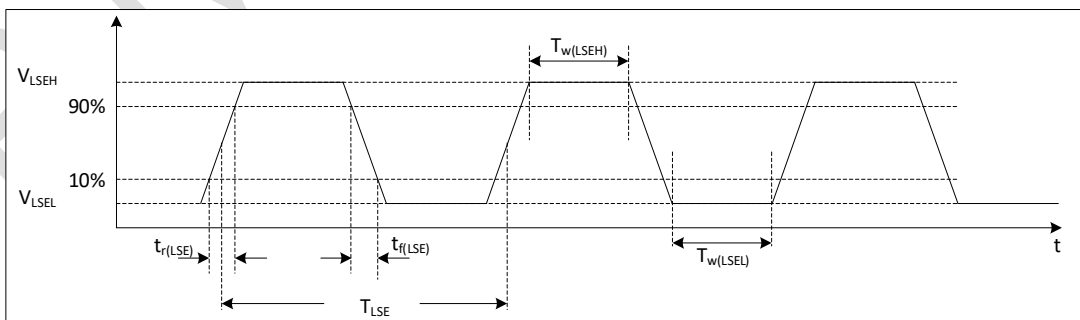 T_w(LSEH)
V_LSEH
90%
10%
V_LSEL
t_r(LSE)
t_f(LSE)
T_w(LSEL)
t
T_LSE